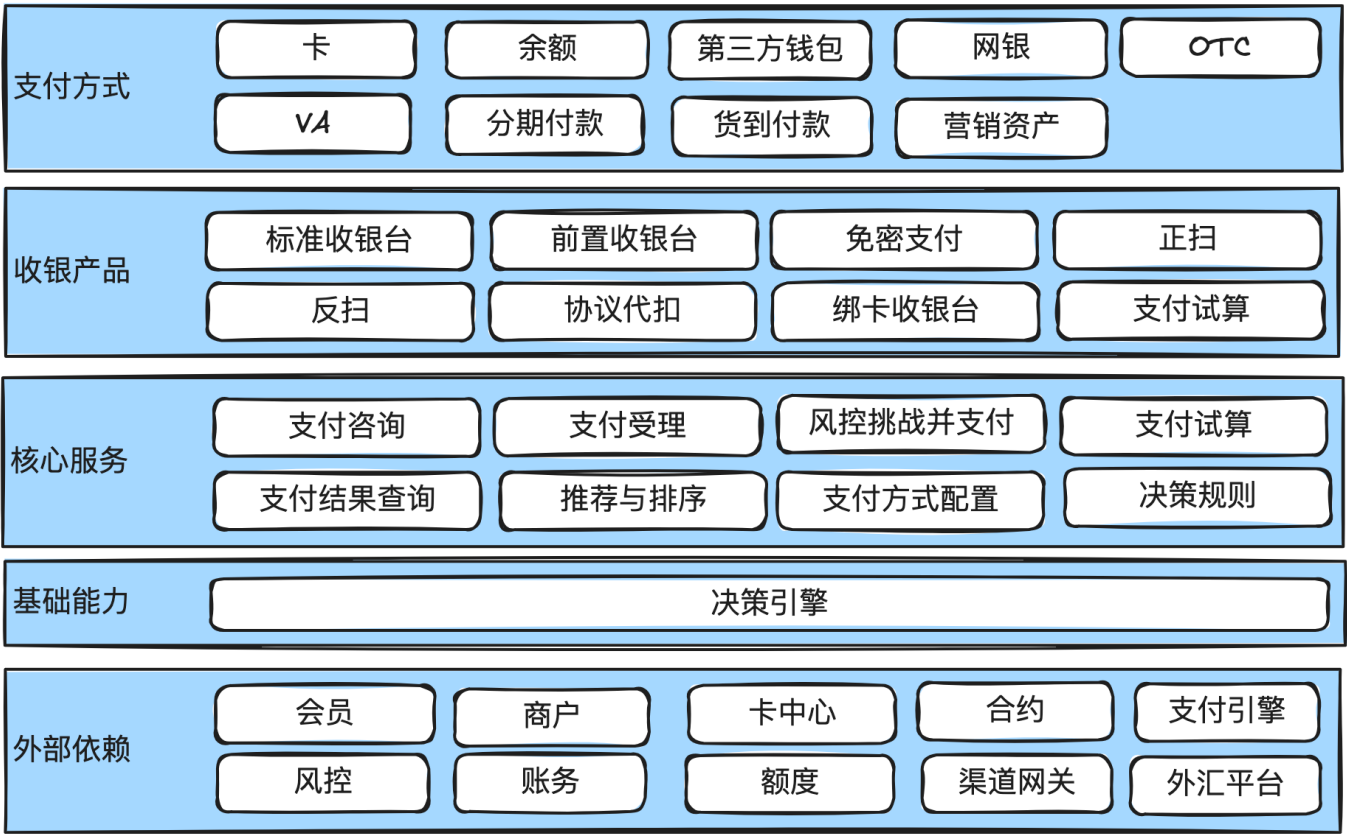 支付方式
卡
余额
第三方钱包
网银
OTC
VA
分期付款
货到付款
营销资产
收银产品
标准收银台
前置收银台
免密支付
正扫
反扫
协议代扣
绑卡收银台
支付试算
核心服务
支付咨询
支付受理
风控挑战并支付
支付试算
支付结果查询
推荐与排序
支付方式配置
决策规则
基础能力
决策引擎
外部依赖
会员
商户
卡中心
合约
支付引擎
风控
账务
额度
渠道网关
外汇平台